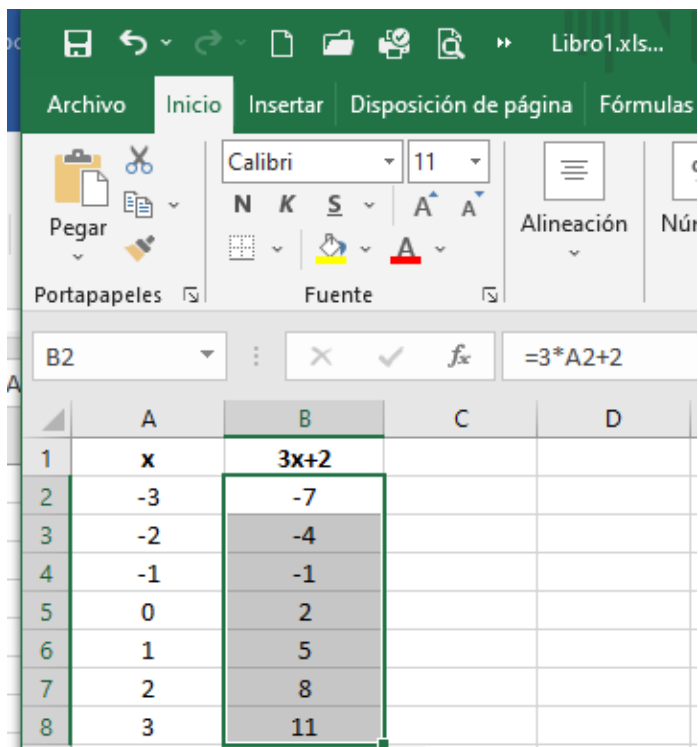 Libro1.xls...
Archivo Inicio Insertar Disposición de página Fórmulas
Calibri 11
Pegar N K S A A Alineación
Portapapeles Fuente
B2 fx =3*A2+2
A B C D
1 x 3x+2
2 -3 -7
3 -2 -4
4 -1 -1
5 0 2
6 1 5
7 2 8
8 3 11